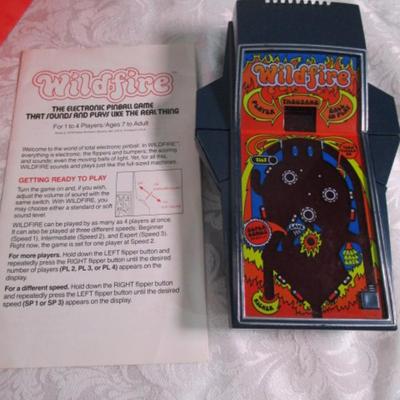 Wildfire
THE ELECTRONIC PINBALL GAME
THAT SOUNDS AND PLAYS LIKE THE REAL THING
For 1 to 4 Players/Ages 7 to Adult
Welcome to the world of total electronic pinball. In WILDFIRE™,
everything is electronic: the flippers and bumpers; the scoring
and sounds; even the moving balls of light. Yet, for all this,
WILDFIRE sounds and plays just like the full-sized machines.
GETTING READY TO PLAY
Turn the game on and, if you wish,
adjust the volume of sound with the
same switch. With WILDFIRE, you
may choose either a standard or soft
sound level.
WILDFIRE can be played by as many as 4 players at once.
It can also be played at three different speeds: Beginner
(Speed 1), Intermediate (Speed 2), and Expert (Speed 3).
Right now, the game is set for one player at Speed 2.
For more players. Hold down the LEFT flipper button and
repeatedly press the RIGHT flipper button until the desired
number of players (PL 2, PL 3, or PL 4) appears on the
display.
For a different speed. Hold down the RIGHT flipper button
and repeatedly press the LEFT flipper button until the desired
speed (SP 1 or SP 3) appears on the display.
Wildfire
THOUSAND
PLAYER
BALL
IN PLAY